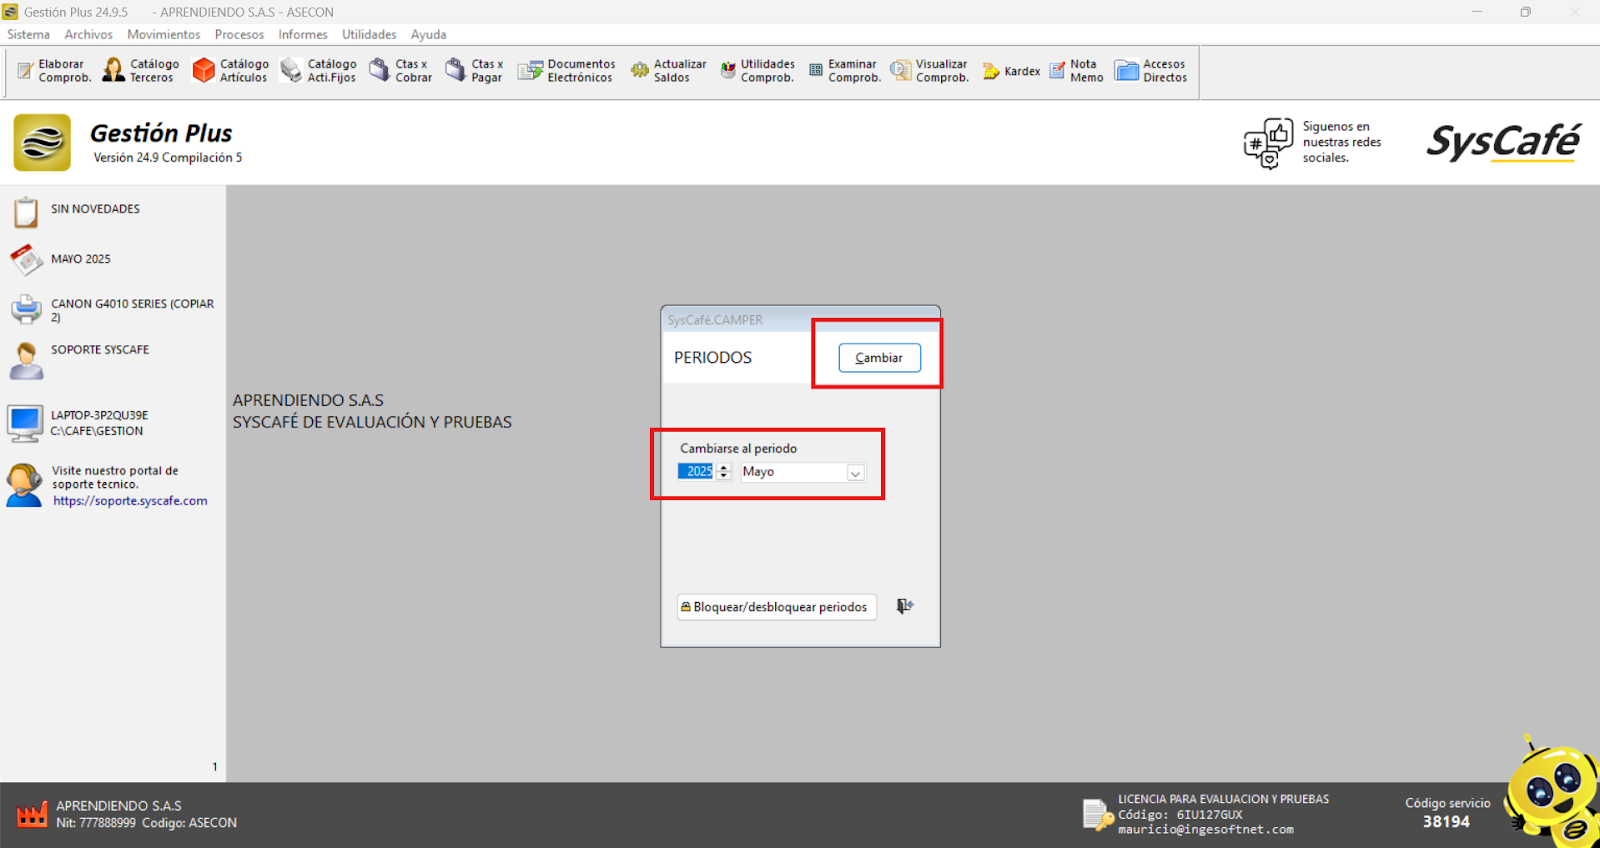 Gestión Plus 24.9.5 - APRENDIENDO S.A.S - ASECON
Sistema Archivos Movimientos Procesos Informes Utilidades Ayuda
Elaborar Comprob.
Catálogo Terceros
Catálogo Artículos
Catálogo Acti.Fijos
Ctas x Cobrar
Ctas x Pagar
Documentos Electrónicos
Actualizar Saldos
Utilidades Comprob.
Examinar Comprob.
Visualizar Comprob.
Kardex
Nota Memo
Accesos Directos
Gestión Plus
Versión 24.9 Compilación 5
#
Siguenos en
nuestras redes
sociales.
SysCafé
SIN NOVEDADES
MAYO 2025
CANON G4010 SERIES (COPIAR
2)
SOPORTE SYSCAFE
LAPTOP-3P2QU39E
C:\CAFE\GESTION
Visite nuestro portal de
soporte tecnico.
https://soporte.syscafe.com
1
APRENDIENDO S.A.S
SYSCAFÉ DE EVALUACIÓN Y PRUEBAS
SysCafé.CAMPER
PERIODOS
Cambiar
Cambiarse al periodo
2025 Mayo
Bloquear/desbloquear periodos
APRENDIENDO S.A.S
Nit: 777888999 Codigo: ASECON
LICENCIA PARA EVALUACION Y PRUEBAS
Código: 6IU127GUX
mauricio@ingesoftnet.com
Código servicio
38194